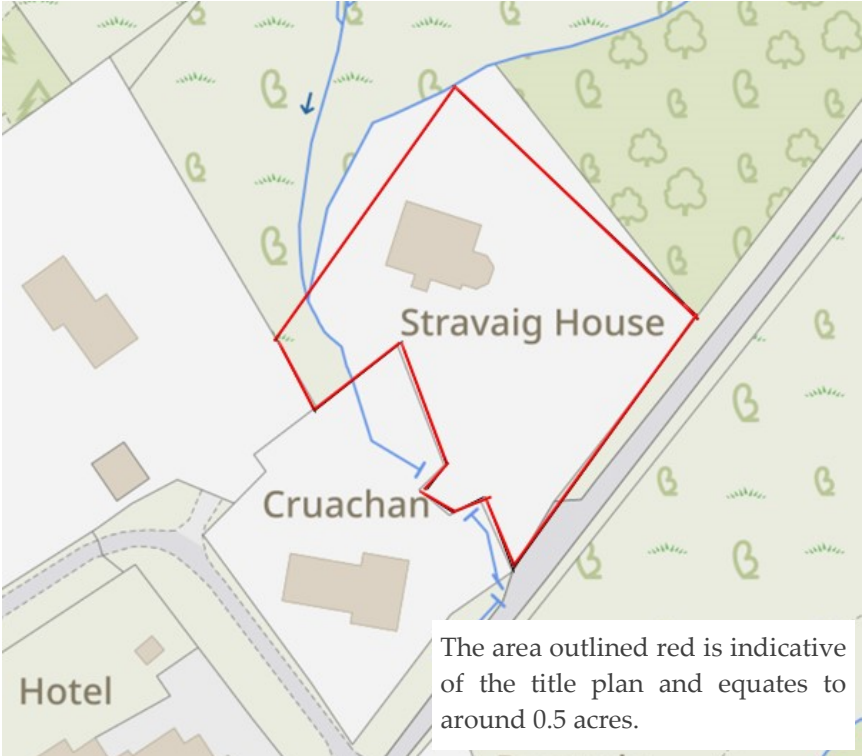 Stravaig House
Cruachan
Hotel
The area outlined red is indicative
of the title plan and equates to
around 0.5 acres.